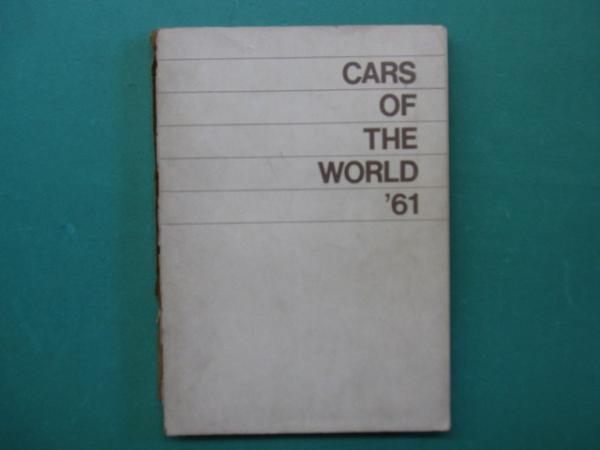 CARS
OF
THE
WORLD
'61